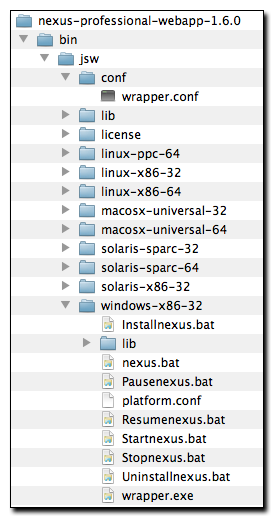 nexus-professional-webapp-1.6.0
bin
jsw
conf
wrapper.conf
lib
license
linux-ppc-64
linux-x86-32
linux-x86-64
macosx-universal-32
macosx-universal-64
solaris-sparc-32
solaris-sparc-64
solaris-x86-32
windows-x86-32
Installnexus.bat
lib
nexus.bat
Pausenexus.bat
platform.conf
Resumenexus.bat
Startnexus.bat
Stopnexus.bat
Uninstallnexus.bat
wrapper.exe